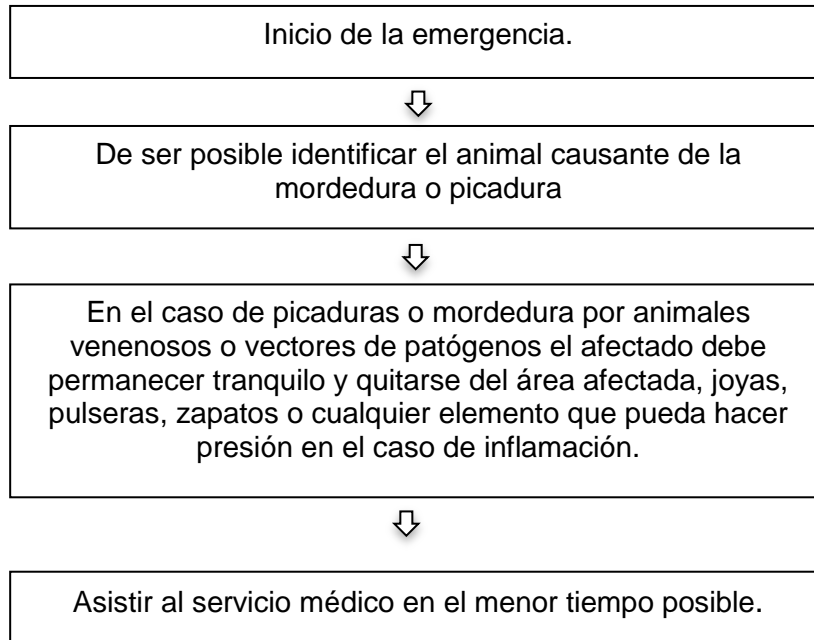 Inicio de la emergencia.
De ser posible identificar el animal causante de la
mordedura o picadura
En el caso de picaduras o mordedura por animales
venenosos o vectores de patógenos el afectado debe
permanecer tranquilo y quitarse del área afectada, joyas,
pulseras, zapatos o cualquier elemento que pueda hacer
presión en el caso de inflamación.
Asistir al servicio médico en el menor tiempo posible.